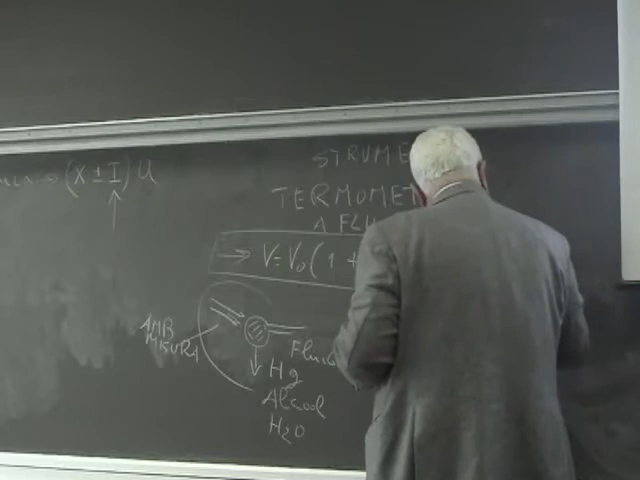 (X ± I) U
STRUME
TERMOMET
A FLU
→ V=V₀(1 +
AMB
MISURA
Fluid
↓ Hg
Alcool
H₂O